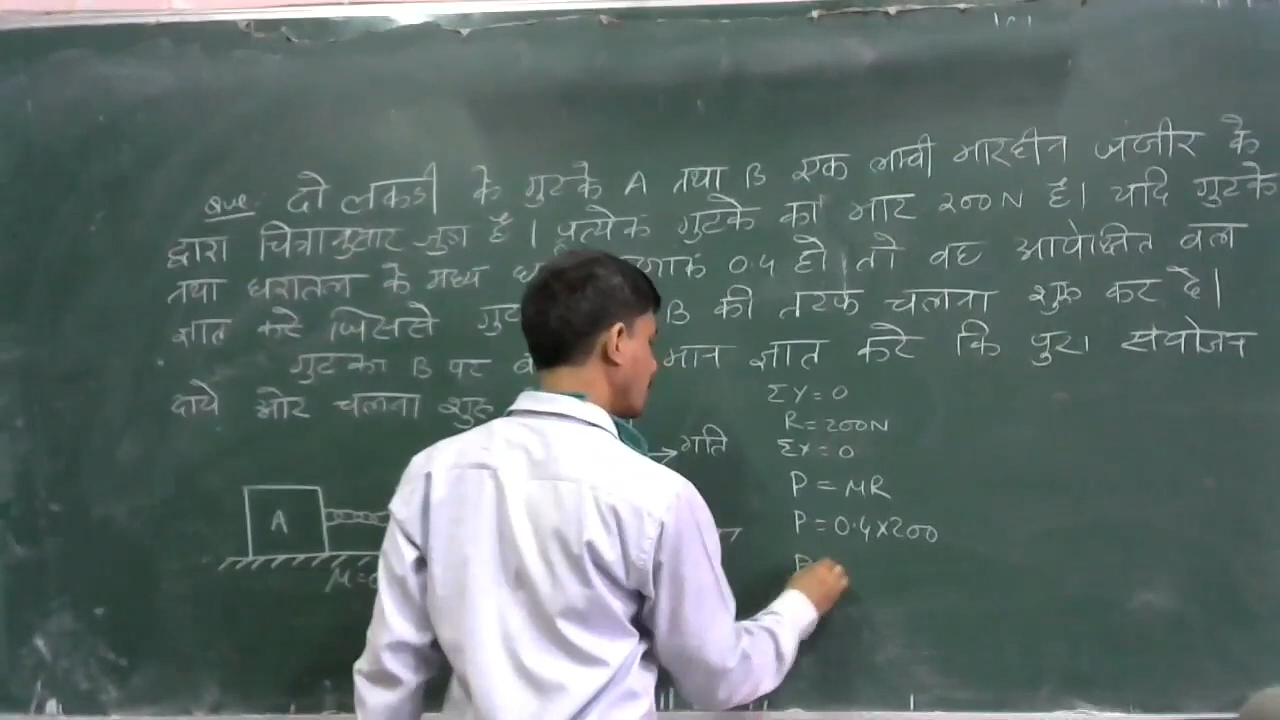 Que. दो लकडी के गुटके A तथा B एक लम्बी भारहीन जंजीर के
द्वारा चित्रानुसार जुडा है। प्रत्येक गुटके का भार 200N है। यदि गुटके
तथा धरातल के मध्य 0.4 हो तो वह आपेक्षित बल
ज्ञात करे जिससे B की तरफ चलना शुरू कर दे।
गुटका B पर मान ज्ञात करे कि पुरा संयोजन
दाये ओर चलना शुरू
ΣY=0
R=200N
ΣX=0
P=μR
P=0.4×200
P
→गति
A
μ=0